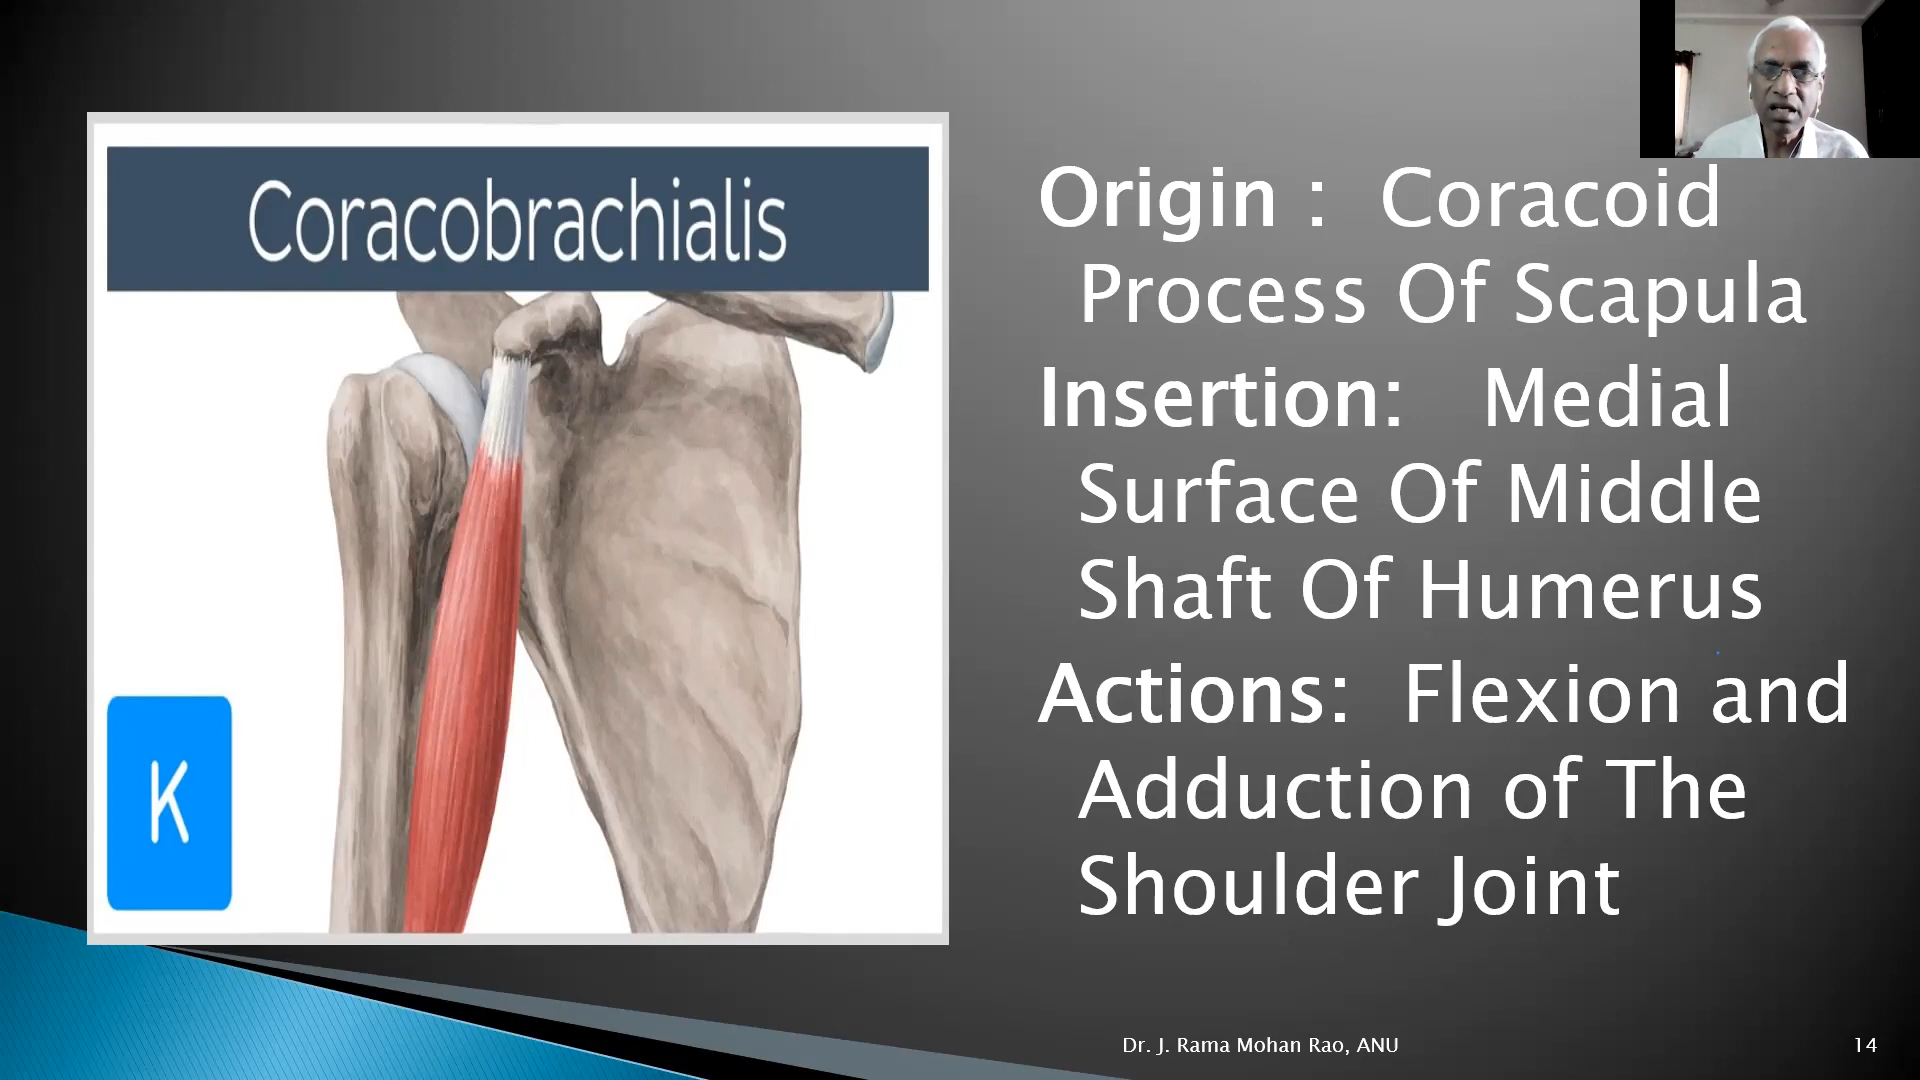 Coracobrachialis
K
Origin : Coracoid
Process Of Scapula
Insertion: Medial
Surface Of Middle
Shaft Of Humerus
Actions: Flexion and
Adduction of The
Shoulder Joint
Dr. J. Rama Mohan Rao, ANU
14